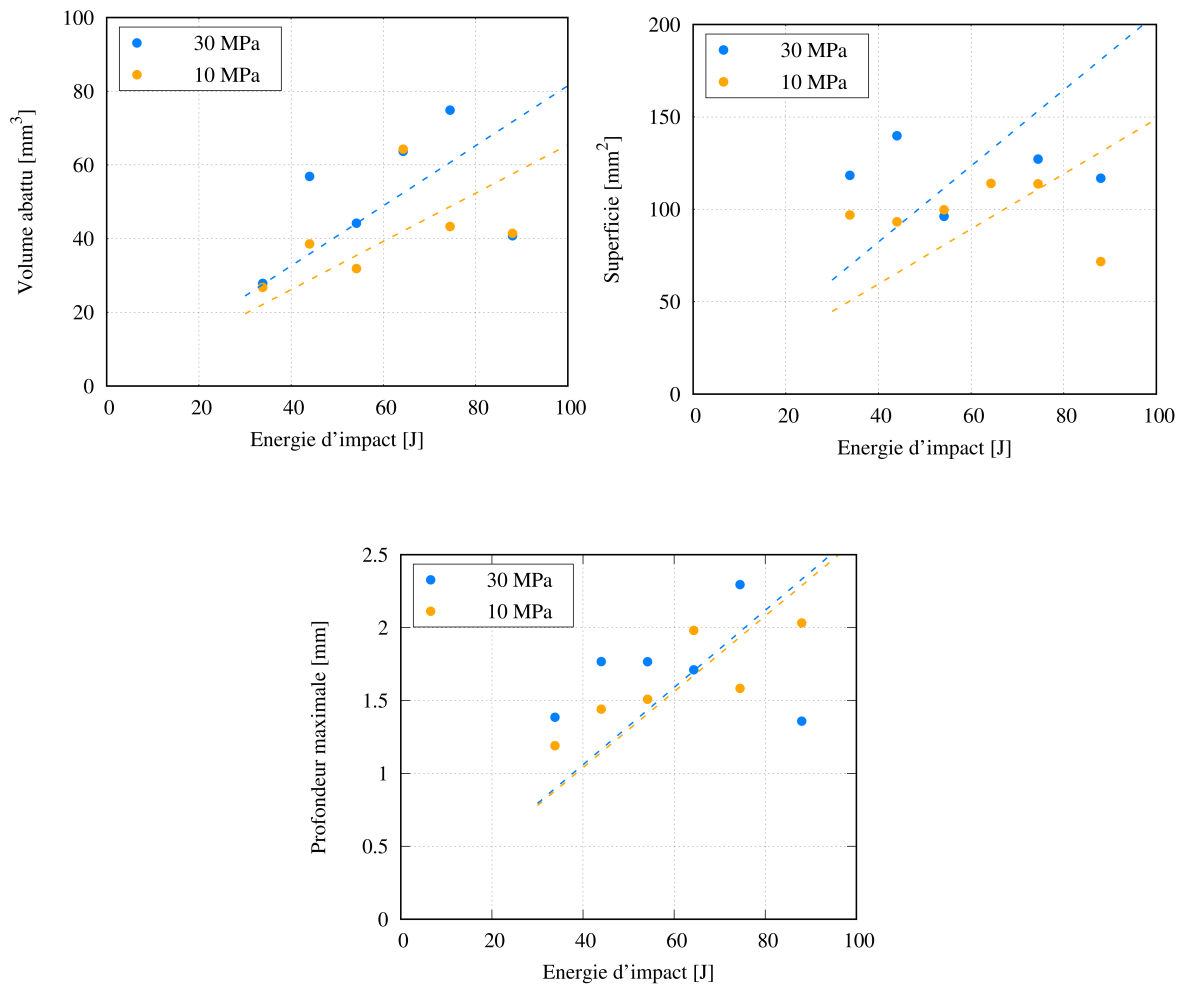 100
80
60
40
20
0
0 20 40 60 80 100
Volume abattu [mm³]
Energie d’impact [J]
30 MPa
10 MPa
200
150
100
50
0
0 20 40 60 80 100
Superficie [mm²]
Energie d’impact [J]
30 MPa
10 MPa
2.5
2
1.5
1
0.5
0
0 20 40 60 80 100
Profondeur maximale [mm]
Energie d’impact [J]
30 MPa
10 MPa